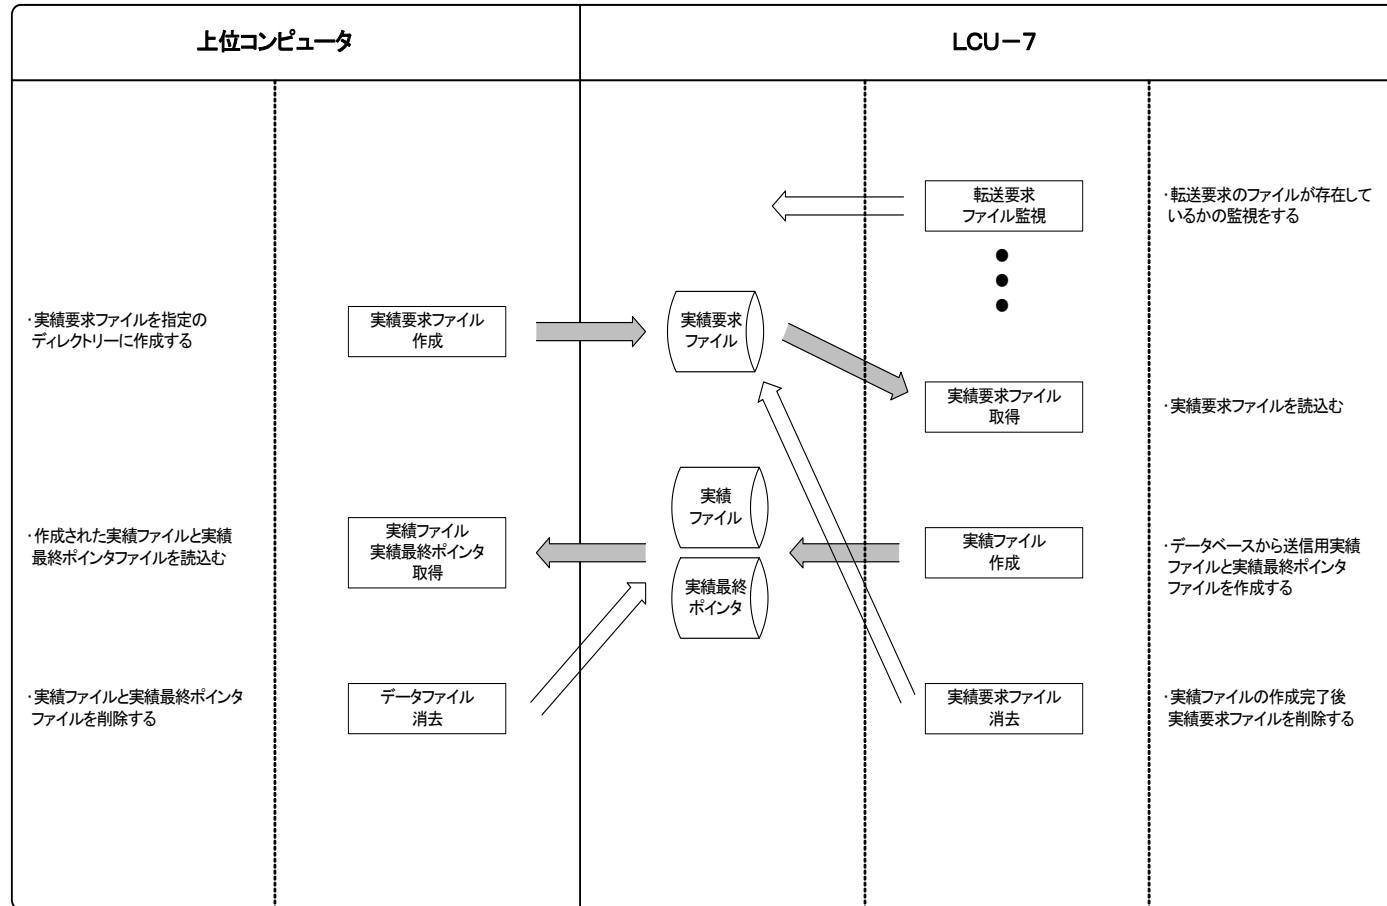 上位コンピュータ
LCU－7
転送要求
ファイル監視
・転送要求のファイルが存在して
いるかの監視をする
・実績要求ファイルを指定の
ディレクトリーに作成する
実績要求ファイル
作成
実績要求
ファイル
実績要求ファイル
取得
・実績要求ファイルを読込む
・作成された実績ファイルと実績
最終ポインタファイルを読込む
実績ファイル
実績最終ポインタ
取得
実績
ファイル
実績最終
ポインタ
実績ファイル
作成
・データベースから送信用実績
ファイルと実績最終ポインタ
ファイルを作成する
・実績ファイルと実績最終ポインタ
ファイルを削除する
データファイル
消去
実績要求ファイル
消去
・実績ファイルの作成完了後
実績要求ファイルを削除する